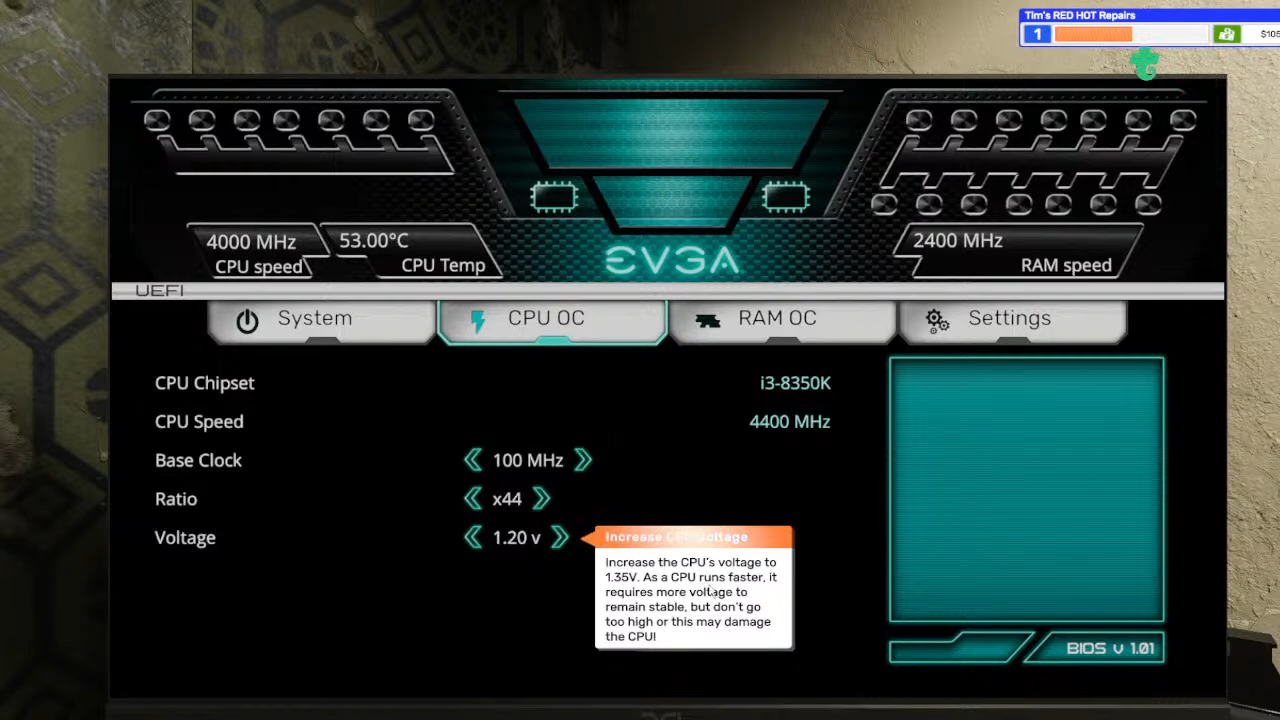 Tim's RED HOT Repairs
1
4000 MHz
CPU speed
53.00°C
CPU Temp
EVGA
2400 MHz
RAM speed
UEFI
System
CPU OC
RAM OC
Settings
CPU Chipset
i3-8350K
CPU Speed
4400 MHz
Base Clock
100 MHz
Ratio
x44
Voltage
1.20 v
Increase CPU Voltage
Increase the CPU's voltage to
1.35V. As a CPU runs faster, it
requires more voltage to
remain stable, but don't go
too high or this may damage
the CPU!
BIOS v 1.01